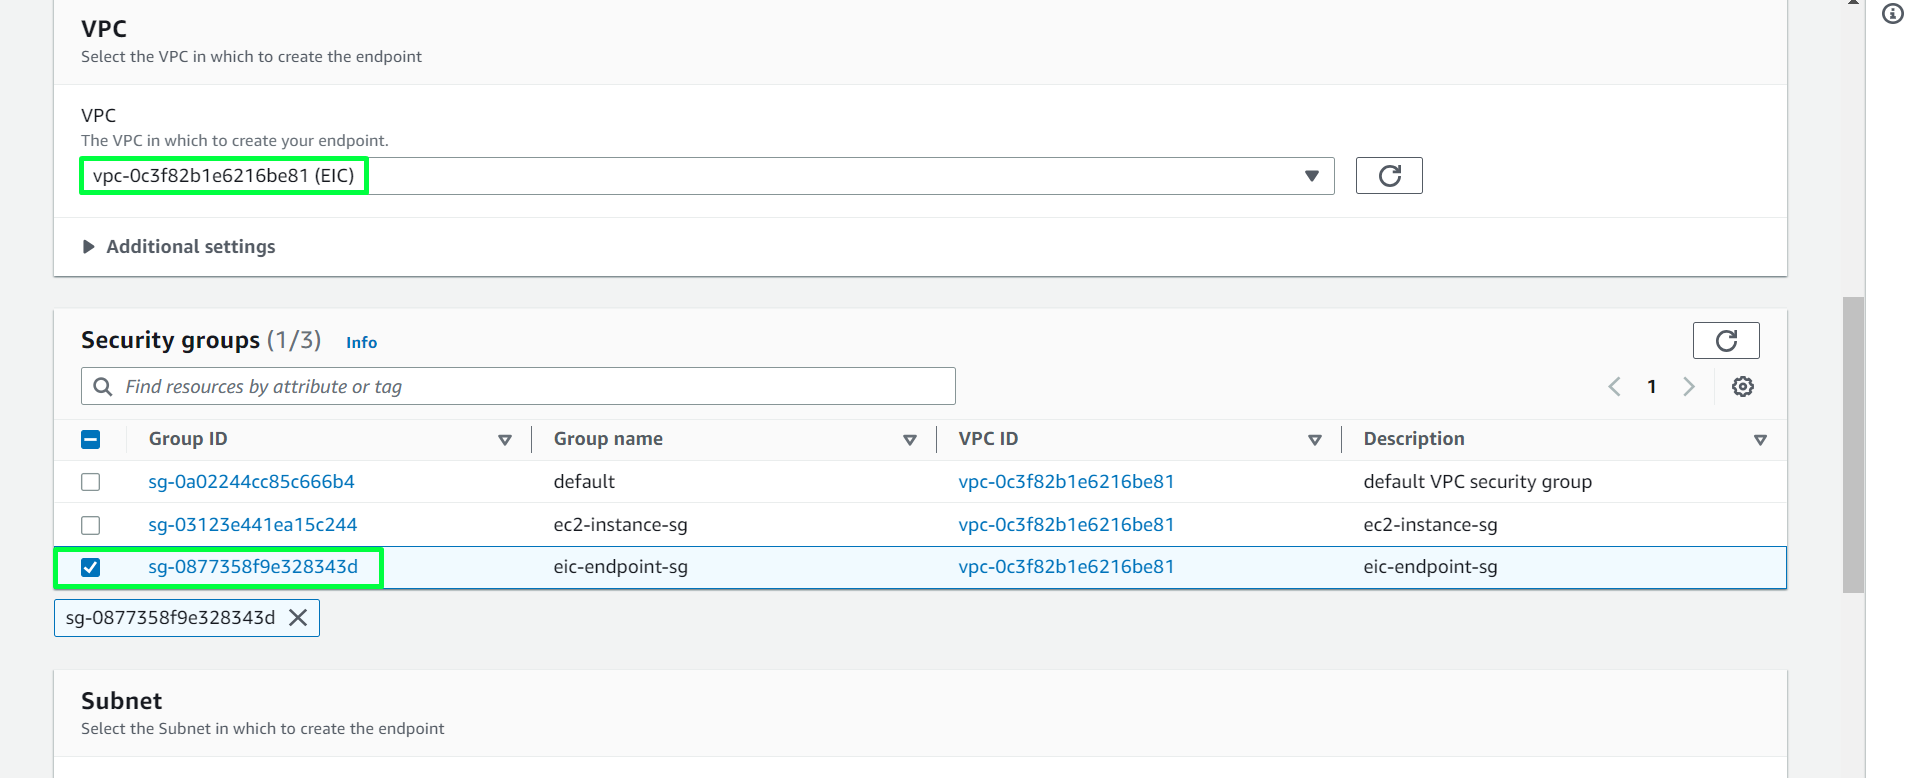 VPC
Select the VPC in which to create the endpoint
VPC
The VPC in which to create your endpoint.
vpc-0c3f82b1e6216be81 (EIC)
Additional settings
Security groups (1/3) Info
Find resources by attribute or tag
1
Group ID Group name VPC ID Description
sg-0a02244cc85c666b4 default vpc-0c3f82b1e6216be81 default VPC security group
sg-03123e441ea15c244 ec2-instance-sg vpc-0c3f82b1e6216be81 ec2-instance-sg
sg-0877358f9e328343d eic-endpoint-sg vpc-0c3f82b1e6216be81 eic-endpoint-sg
sg-0877358f9e328343d
Subnet
Select the Subnet in which to create the endpoint